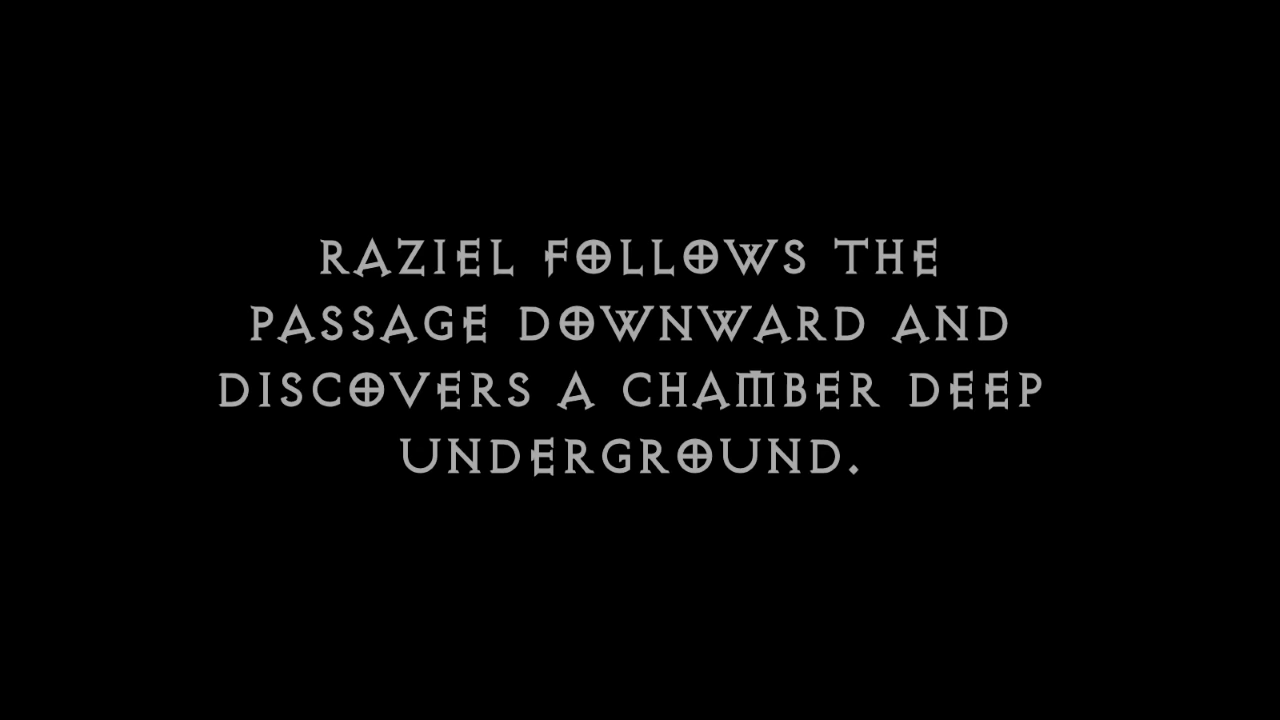 RAZIEL FOLLOWS THE
PASSAGE DOWNWARD AND
DISCOVERS A CHAMBER DEEP
UNDERGROUND.